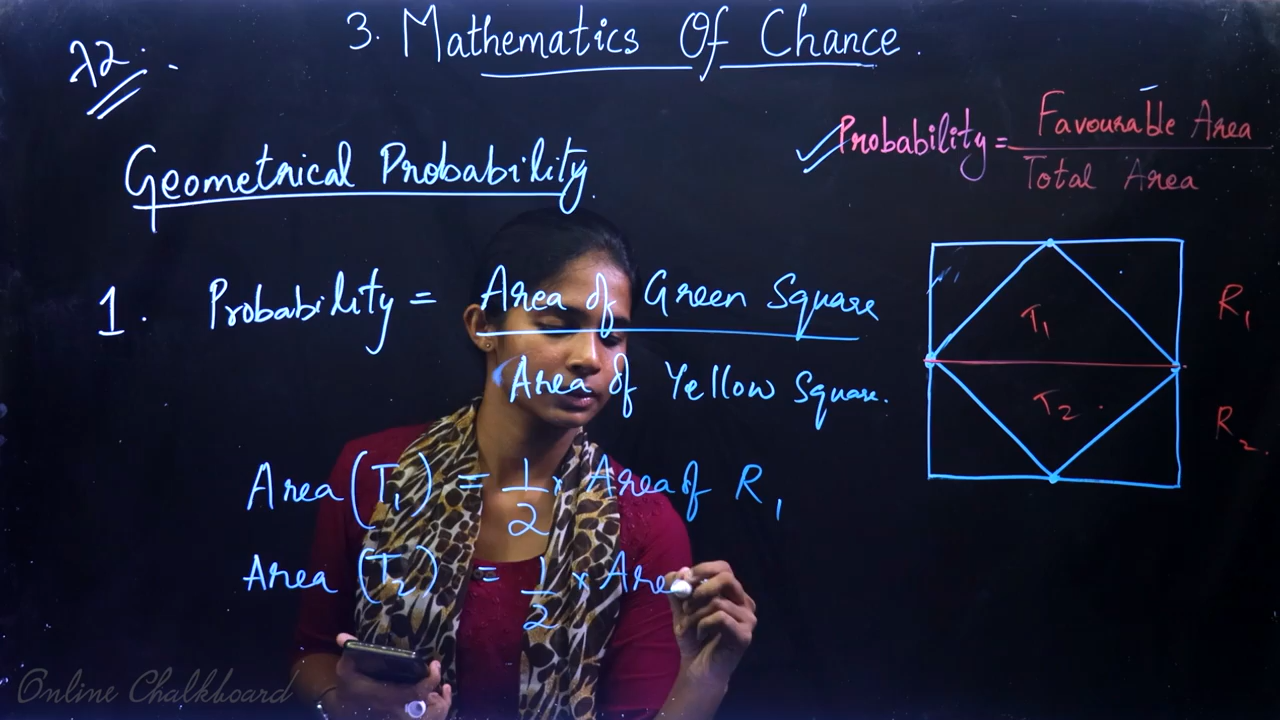 3. Mathematics Of Chance.
72.
Probability = Favourable Area
Total Area
Geometrical Probability.
1. Probability = Area of Green Square
Area of Yellow Square.
T1
R1
T2
R2.
Area (T1) = 1/2 × Area of R1
Area (T2) = 1/2 × Area
Online Chalkboard